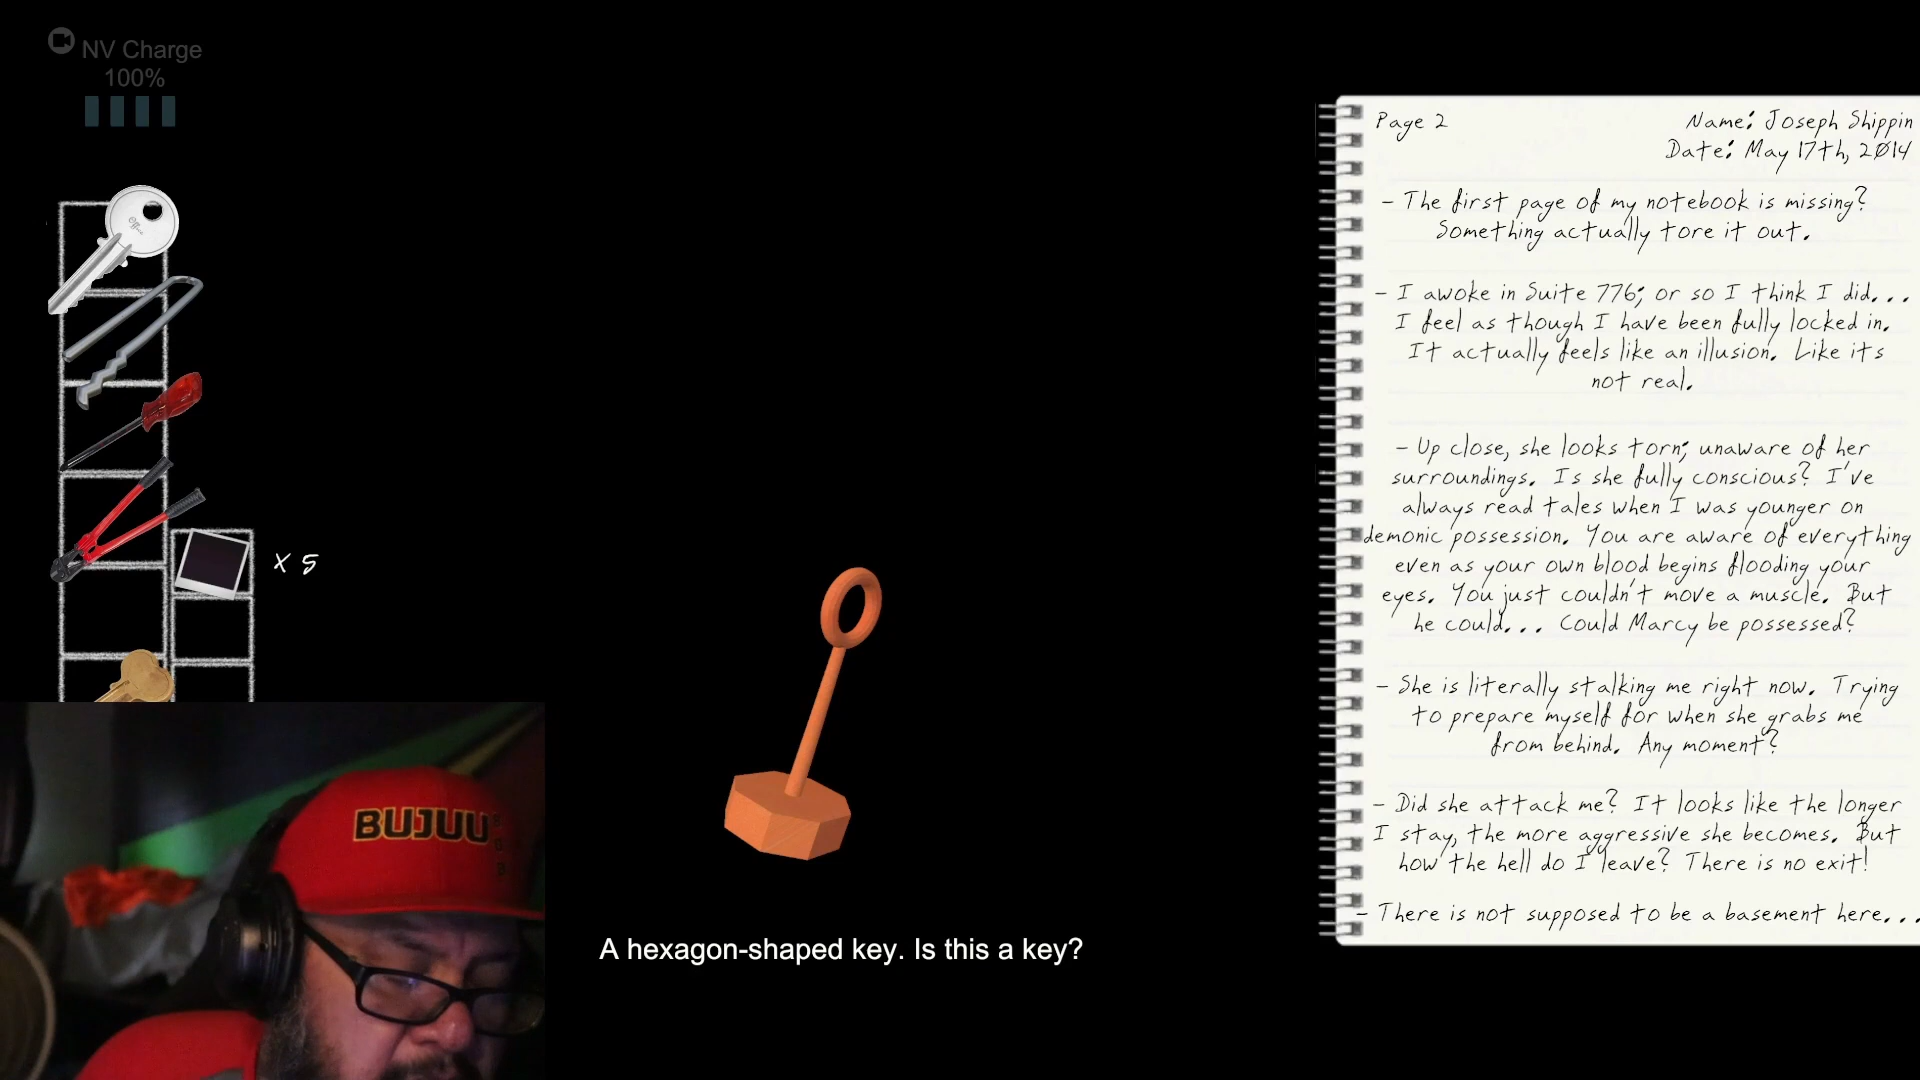 NV Charge
100%
Office
X 5
BUJUU
A hexagon-shaped key. Is this a key?
Page 2
Name: Joseph Shippin
Date: May 17th, 2014
- The first page of my notebook is missing?
Something actually tore it out.
- I awoke in Suite 776; or so I think I did...
I feel as though I have been fully locked in.
It actually feels like an illusion. Like its
not real.
- Up close, she looks torn; unaware of her
surroundings. Is she fully conscious? I've
always read tales when I was younger on
demonic possession. You are aware of everything
even as your own blood begins flooding your
eyes. You just couldn't move a muscle. But
he could... Could Marcy be possessed?
- She is literally stalking me right now. Trying
to prepare myself for when she grabs me
from behind. Any moment?
- Did she attack me? It looks like the longer
I stay, the more aggressive she becomes. But
how the hell do I leave? There is no exit!
- There is not supposed to be a basement here...